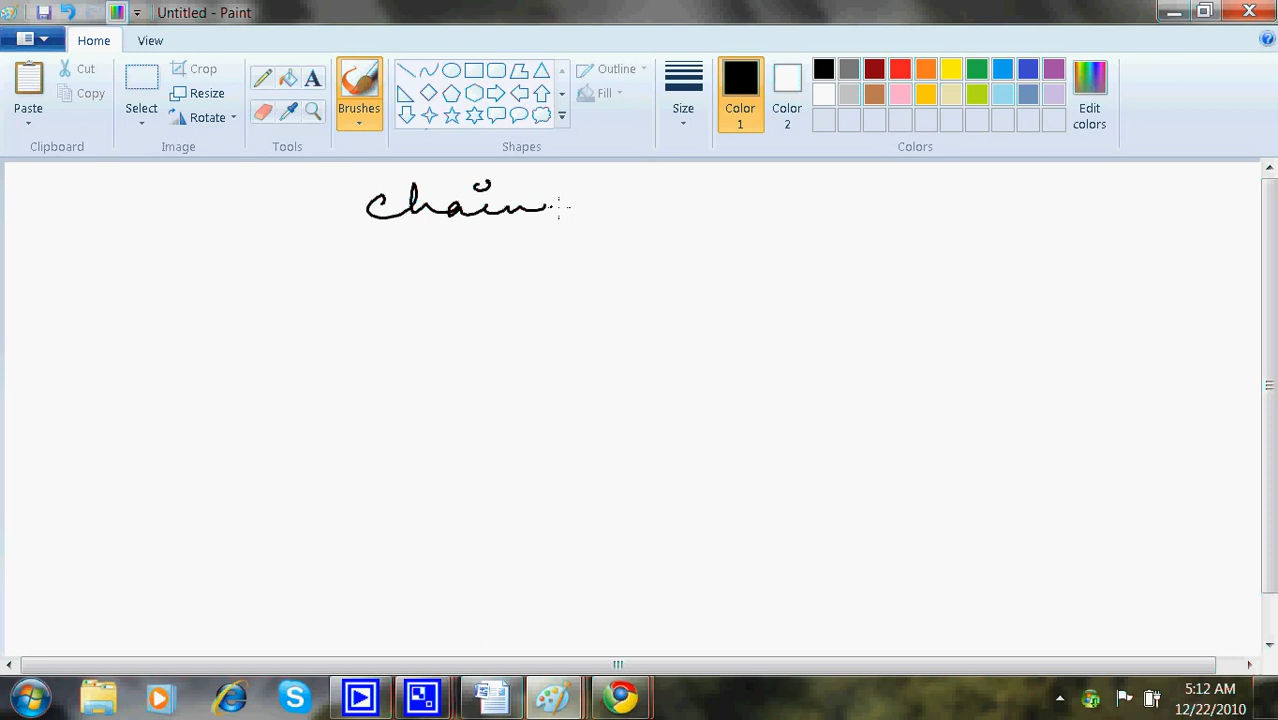 Untitled - Paint
Home View
Paste
Cut
Copy
Clipboard
Select
Crop
Resize
Rotate
Image
A
Tools
Brushes
Shapes
Outline
Fill
Size
Color 1
Color 2
Edit colors
Colors
chain
5:12 AM
12/22/2010